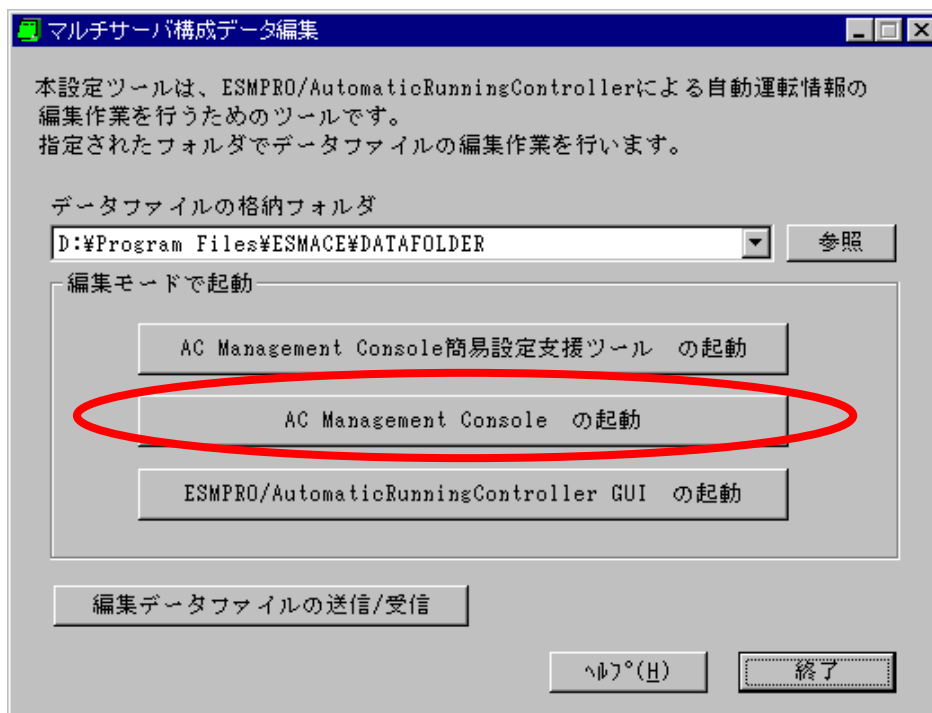 マルチサーバ構成データ編集
本設定ツールは、ESMPRO/AutomaticRunningControllerによる自動運転情報の
編集作業を行うためのツールです。
指定されたフォルダでデータファイルの編集作業を行います。
データファイルの格納フォルダ
D:¥Program Files¥ESMACE¥DATAFOLDER
参照
編集モードで起動
AC Management Console簡易設定支援ツール の起動
AC Management Console の起動
ESMPRO/AutomaticRunningController GUI の起動
編集データファイルの送信/受信
ﾍﾙﾌﾟ(H)
終了